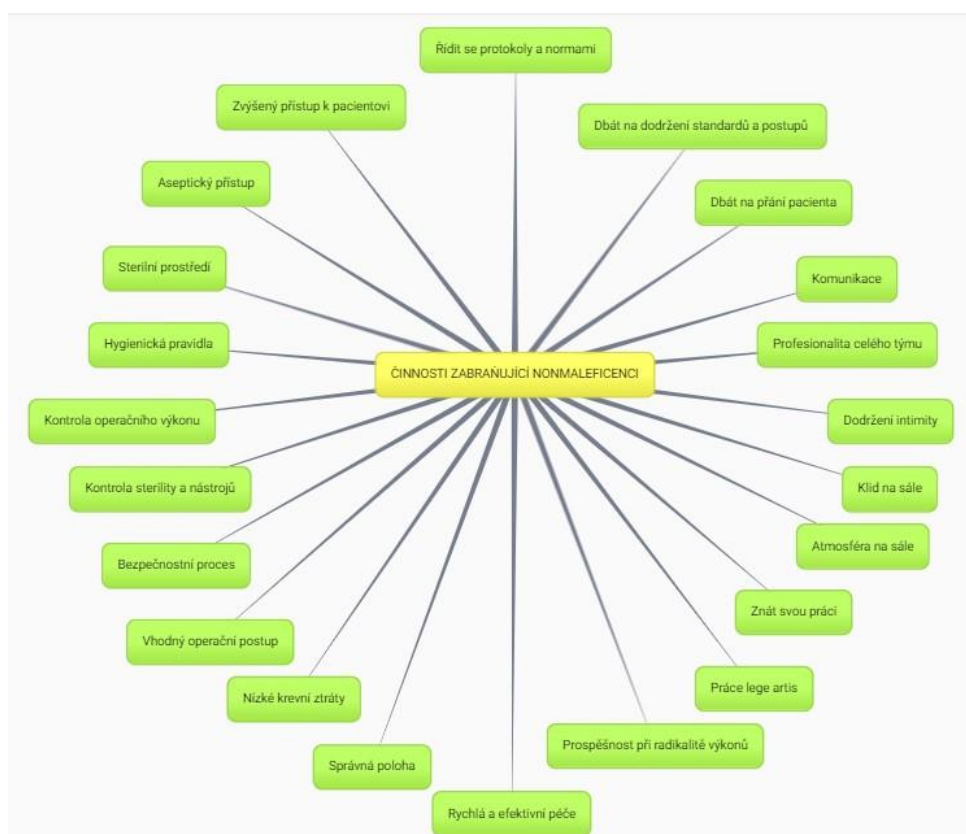 Řídit se protokoly a normami
Zvýšený přístup k pacientovi
Dbát na dodržení standardů a postupů
Aseptický přístup
Dbát na přání pacienta
Sterilní prostředí
Komunikace
Hygienická pravidla
Profesionalita celého týmu
ČINNOSTI ZABRAŇUJÍCÍ NONMALEFICENCI
Kontrola operačního výkonu
Dodržení intimity
Kontrola sterility a nástrojů
Klid na sále
Atmosféra na sále
Bezpečnostní proces
Znát svou práci
Vhodný operační postup
Práce lege artis
Nízké krevní ztráty
Prospěšnost při radikalitě výkonů
Správná poloha
Rychlá a efektivní péče